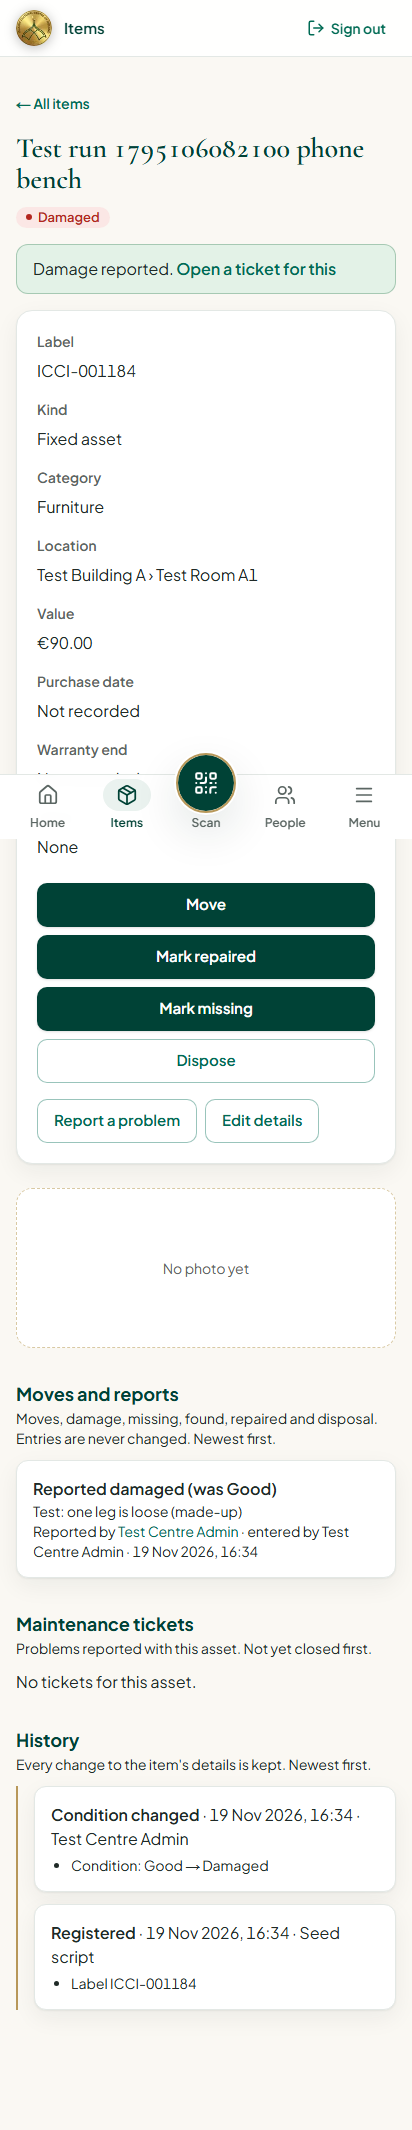 Items
Sign out
← All items
Test run 1795106082100 phone
bench
Damaged
Damage reported. Open a ticket for this
Label
ICCI-001184
Kind
Fixed asset
Category
Furniture
Location
Test Building A › Test Room A1
Value
€90.00
Purchase date
Not recorded
Warranty end
Home
Items
Scan
People
Menu
None
Move
Mark repaired
Mark missing
Dispose
Report a problem
Edit details
No photo yet
Moves and reports
Moves, damage, missing, found, repaired and disposal.
Entries are never changed. Newest first.
Reported damaged (was Good)
Test: one leg is loose (made-up)
Reported by Test Centre Admin · entered by Test
Centre Admin · 19 Nov 2026, 16:34
Maintenance tickets
Problems reported with this asset. Not yet closed first.
No tickets for this asset.
History
Every change to the item's details is kept. Newest first.
Condition changed · 19 Nov 2026, 16:34 ·
Test Centre Admin
• Condition: Good → Damaged
Registered · 19 Nov 2026, 16:34 · Seed
script
• Label ICCI-001184